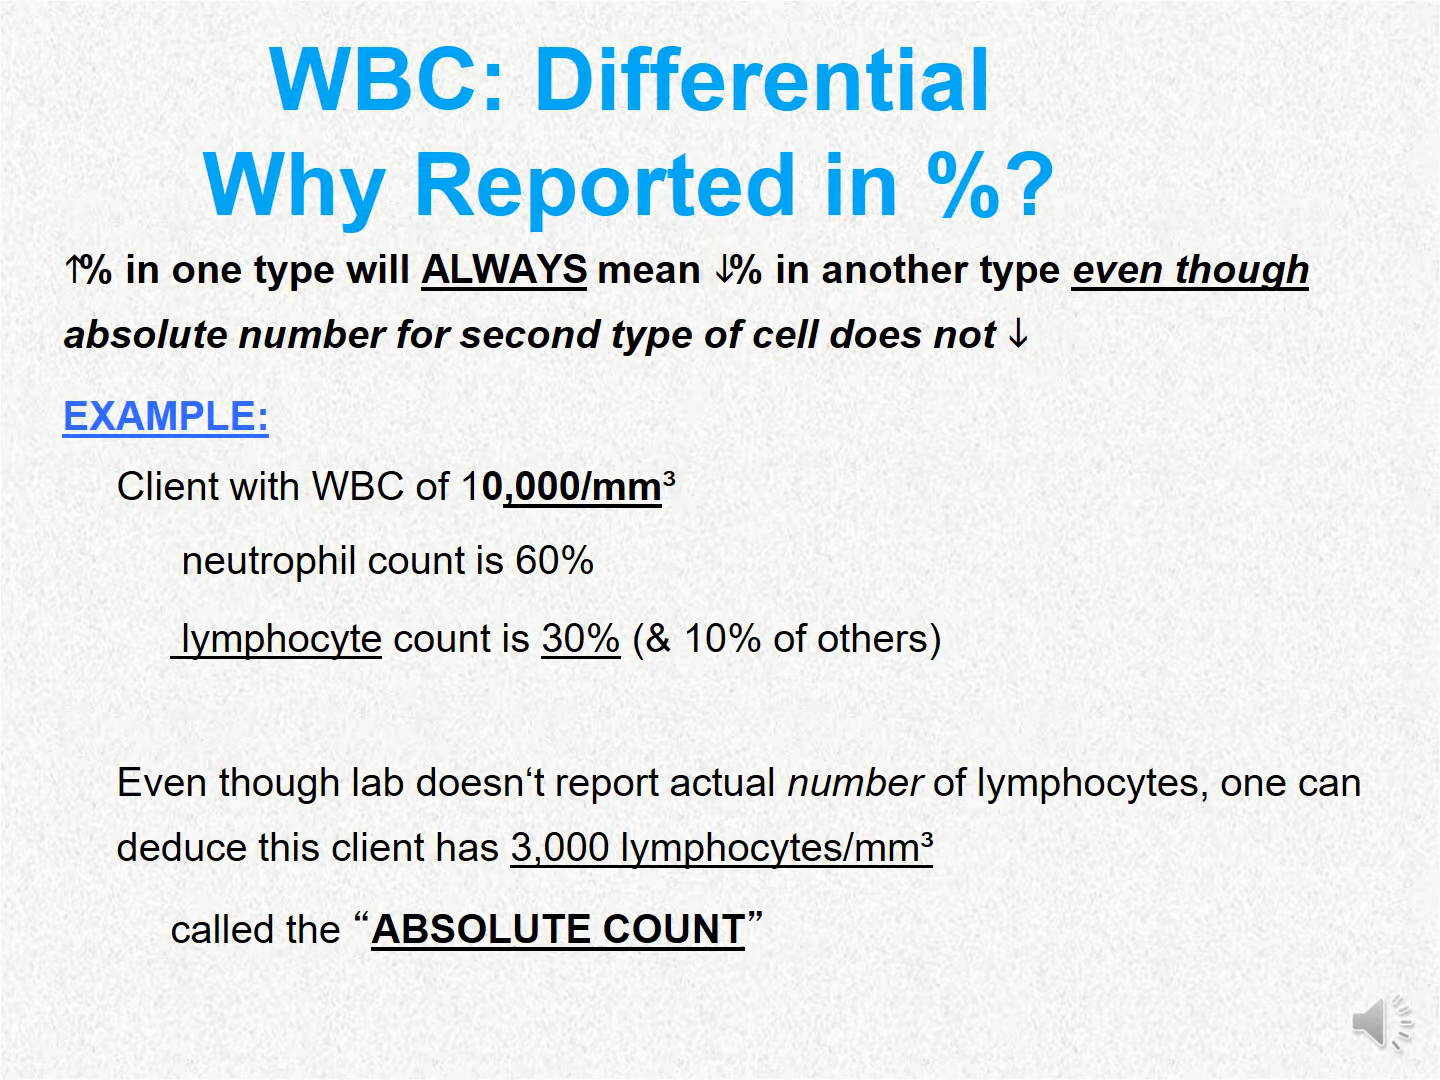 WBC: Differential
Why Reported in %?
↑% in one type will ALWAYS mean ↓% in another type even though
absolute number for second type of cell does not ↓
EXAMPLE:
Client with WBC of 10,000/mm³
neutrophil count is 60%
lymphocyte count is 30% (& 10% of others)
Even though lab doesn‘t report actual number of lymphocytes, one can
deduce this client has 3,000 lymphocytes/mm³
called the “ABSOLUTE COUNT”